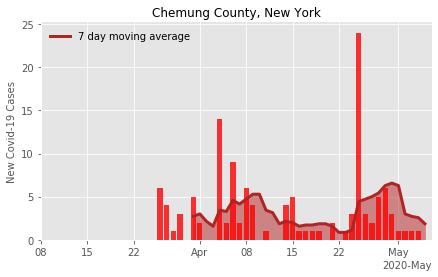 Chemung County, New York
25
7 day moving average
20
15
10
5
0
New Covid-19 Cases
08 15 22 Apr 08 15 22 May
2020-May